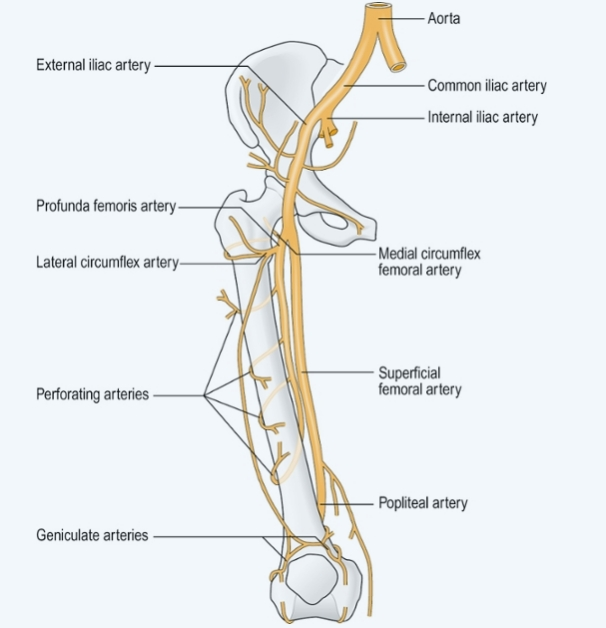 Aorta
External iliac artery
Common iliac artery
Internal iliac artery
Profunda femoris artery
Medial circumflex
femoral artery
Lateral circumflex artery
Superficial
femoral artery
Perforating arteries
Popliteal artery
Geniculate arteries